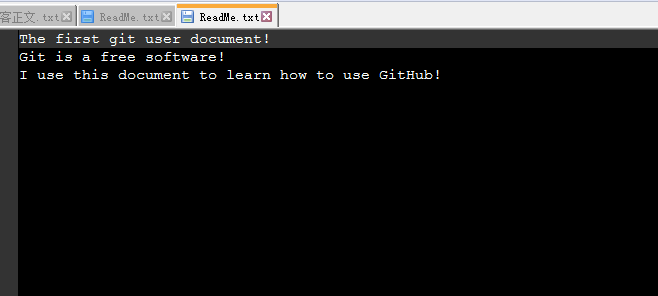 客正文.txt ReadMe.txt ReadMe.txt
The first git user document!
Git is a free software!
I use this document to learn how to use GitHub!